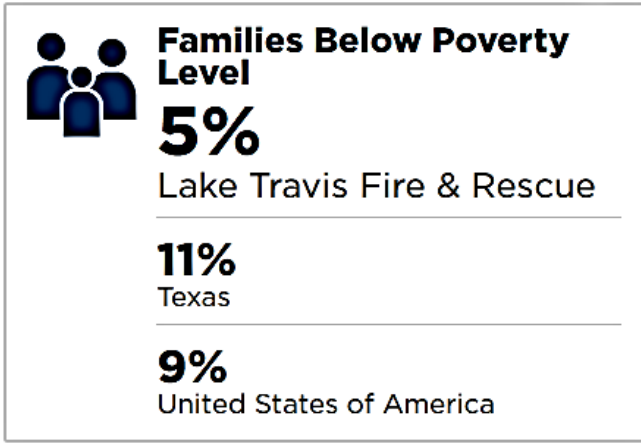 Families Below Poverty
Level
5%
Lake Travis Fire & Rescue
11%
Texas
9%
United States of America